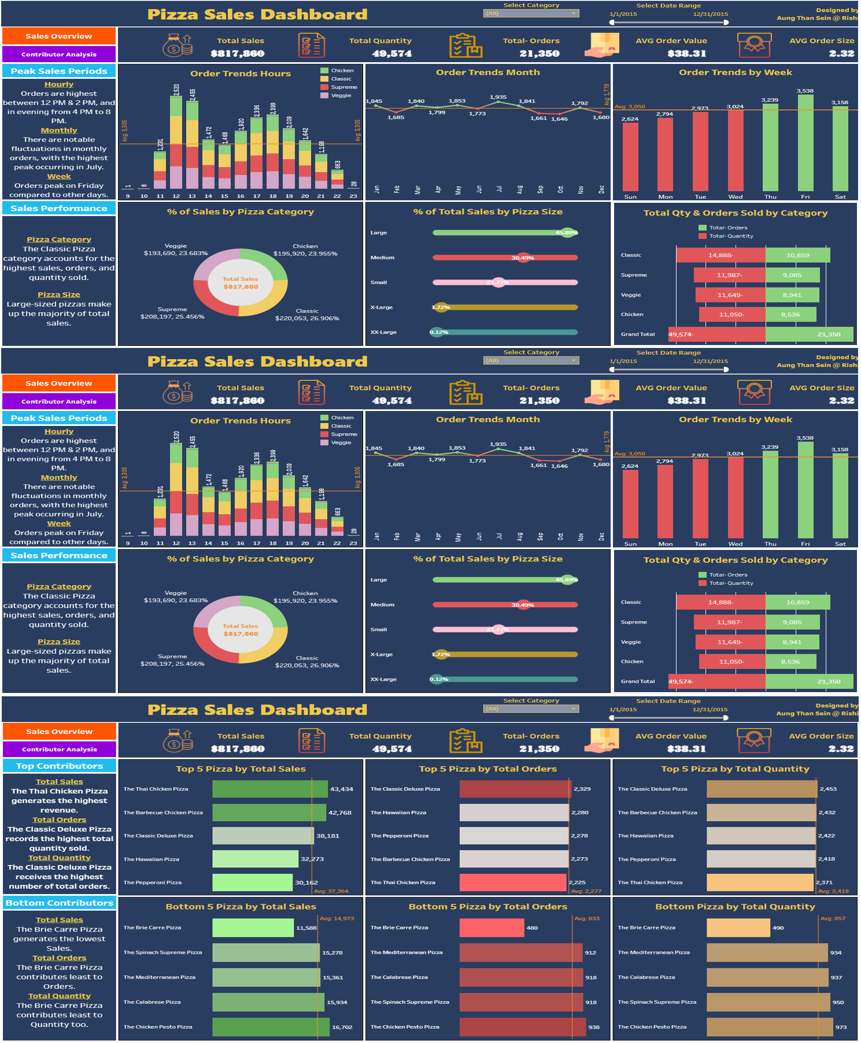 Pizza Sales Dashboard
Select Category
(All)
Select Date Range
1/1/2015 12/31/2015
Designed by
Aung Than Sein @ Rishi
Sales Overview
Contributor Analysis
Total Sales
$817,860
Total Quantity
49,574
Total- Orders
21,350
AVG Order Value
$38.31
AVG Order Size
2.32
Peak Sales Periods
Hourly
Orders are highest
between 12 PM & 2 PM, and
in evening from 4 PM to 8
PM.
Monthly
There are notable
fluctuations in monthly
orders, with the highest
peak occurring in July.
Week
Orders peak on Friday
compared to other days.
Order Trends Hours
Chicken
Classic
Supreme
Veggie
1 8 1,231 2,520 2,455 1,472 1,468 1,920 2,336 2,399 2,009 1,642 1,198 663 28
9 10 11 12 13 14 15 16 17 18 19 20 21 22 23
Order Trends Month
1,845 1,685 1,840 1,799 1,853 1,773 1,935 1,841 1,661 1,646 1,792 1,680
Avg: 1,779
Jan Feb Mar Apr May Jun Jul Aug Sep Oct Nov Dec
Order Trends by Week
Avg: 3,050
2,624 2,794 2,973 3,024 3,239 3,538 3,158
Sun Mon Tue Wed Thu Fri Sat
Sales Performance
Pizza Category
The Classic Pizza
category accounts for the
highest sales, orders, and
quantity sold.
Pizza Size
Large-sized pizzas make
up the majority of total
sales.
% of Sales by Pizza Category
Veggie
$193,690, 23.683%
Chicken
$195,920, 23.955%
Total Sales
$817,860
Supreme
$208,197, 25.456%
Classic
$220,053, 26.906%
% of Total Sales by Pizza Size
Large 45.89%
Medium 30.49%
Small
X-Large 1.72%
XX-Large 0.12%
Total Qty & Orders Sold by Category
Total- Orders
Total- Quantity
Classic 14,888- 10,859
Supreme 11,987- 9,085
Veggie 11,649- 8,941
Chicken 11,050- 8,536
Grand Total 49,574- 21,350
Pizza Sales Dashboard
Select Category
(All)
Select Date Range
1/1/2015 12/31/2015
Designed by
Aung Than Sein @ Rishi
Sales Overview
Contributor Analysis
Total Sales
$817,860
Total Quantity
49,574
Total- Orders
21,350
AVG Order Value
$38.31
AVG Order Size
2.32
Peak Sales Periods
Hourly
Orders are highest
between 12 PM & 2 PM, and
in evening from 4 PM to 8
PM.
Monthly
There are notable
fluctuations in monthly
orders, with the highest
peak occurring in July.
Week
Orders peak on Friday
compared to other days.
Order Trends Hours
Chicken
Classic
Supreme
Veggie
1 8 1,231 2,520 2,455 1,472 1,468 1,920 2,336 2,399 2,009 1,642 1,198 663 28
9 10 11 12 13 14 15 16 17 18 19 20 21 22 23
Order Trends Month
1,845 1,685 1,840 1,799 1,853 1,773 1,935 1,841 1,661 1,646 1,792 1,680
Avg: 1,779
Jan Feb Mar Apr May Jun Jul Aug Sep Oct Nov Dec
Order Trends by Week
Avg: 3,050
2,624 2,794 2,973 3,024 3,239 3,538 3,158
Sun Mon Tue Wed Thu Fri Sat
Sales Performance
Pizza Category
The Classic Pizza
category accounts for the
highest sales, orders, and
quantity sold.
Pizza Size
Large-sized pizzas make
up the majority of total
sales.
% of Sales by Pizza Category
Veggie
$193,690, 23.683%
Chicken
$195,920, 23.955%
Total Sales
$817,860
Supreme
$208,197, 25.456%
Classic
$220,053, 26.906%
% of Total Sales by Pizza Size
Large 45.89%
Medium 30.49%
Small
X-Large 1.72%
XX-Large 0.12%
Total Qty & Orders Sold by Category
Total- Orders
Total- Quantity
Classic 14,888- 10,859
Supreme 11,987- 9,085
Veggie 11,649- 8,941
Chicken 11,050- 8,536
Grand Total 49,574- 21,350
Pizza Sales Dashboard
Select Category
(All)
Select Date Range
1/1/2015 12/31/2015
Designed by
Aung Than Sein @ Rishi
Sales Overview
Contributor Analysis
Total Sales
$817,860
Total Quantity
49,574
Total- Orders
21,350
AVG Order Value
$38.31
AVG Order Size
2.32
Top Contributors
Total Sales
The Thai Chicken Pizza
generates the highest
revenue.
Total Orders
The Classic Deluxe Pizza
records the highest total
quantity sold.
Total Quantity
The Classic Deluxe Pizza
receives the highest
number of total orders.
Top 5 Pizza by Total Sales
The Thai Chicken Pizza 43,434
The Barbecue Chicken Pizza 42,768
The Classic Deluxe Pizza 38,181
The Hawaiian Pizza 32,273
The Pepperoni Pizza 30,162
Avg: 37,364
Top 5 Pizza by Total Orders
The Classic Deluxe Pizza 2,329
The Hawaiian Pizza 2,280
The Pepperoni Pizza 2,278
The Barbecue Chicken Pizza 2,273
The Thai Chicken Pizza 2,225
Avg: 2,277
Top 5 Pizza by Total Quantity
The Classic Deluxe Pizza 2,453
The Barbecue Chicken Pizza 2,432
The Hawaiian Pizza 2,422
The Pepperoni Pizza 2,418
The Thai Chicken Pizza 2,371
Avg: 2,419
Bottom Contributors
Total Sales
The Brie Carre Pizza
generates the lowest
Sales.
Total Orders
The Brie Carre Pizza
contributes least to
Orders.
Total Quantity
The Brie Carre Pizza
contributes least to
Quantity too.
Bottom 5 Pizza by Total Sales
Avg: 14,973
The Brie Carre Pizza 11,588
The Spinach Supreme Pizza 15,278
The Mediterranean Pizza 15,361
The Calabrese Pizza 15,934
The Chicken Pesto Pizza 16,702
Bottom 5 Pizza by Total Orders
Avg: 833
The Brie Carre Pizza 480
The Mediterranean Pizza 912
The Calabrese Pizza 918
The Spinach Supreme Pizza 918
The Chicken Pesto Pizza 938
Bottom Pizza by Total Quantity
Avg: 857
The Brie Carre Pizza 490
The Mediterranean Pizza 934
The Calabrese Pizza 937
The Spinach Supreme Pizza 950
The Chicken Pesto Pizza 973